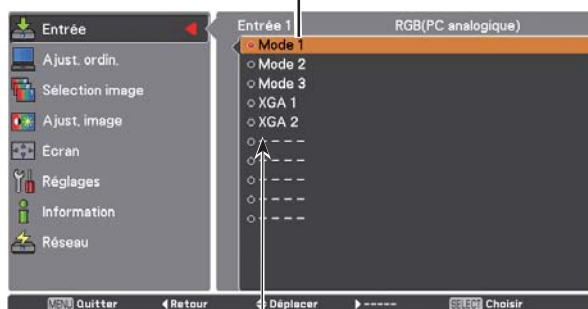 Entrée
Ajust. ordin.
Sélection image
Ajust. image
Écran
Réglages
Information
Réseau
Entrée 1 RGB(PC analogique)
Mode 1
Mode 2
Mode 3
XGA 1
XGA 2
- - - -
- - - -
- - - -
- - - -
- - - -
MENU Quitter Retour Déplacer ----- SELECT Choisir